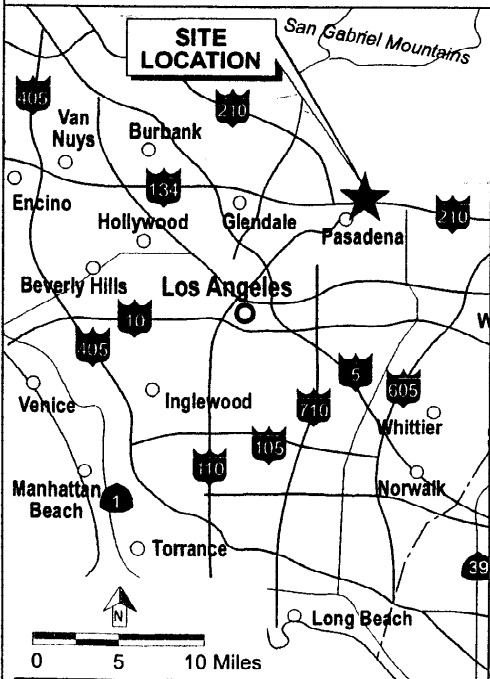 SITE
LOCATION
San Gabriel Mountains
405
210
Van
Nuys
Burbank
134
Encino
Hollywood
Glendale
Pasadena
210
Beverly Hills
Los Angeles
10
405
5
605
710
Venice
Inglewood
Whittier
105
110
Manhattan
Beach
1
Norwalk
Torrance
39
N
Long Beach
0 5 10 Miles
W